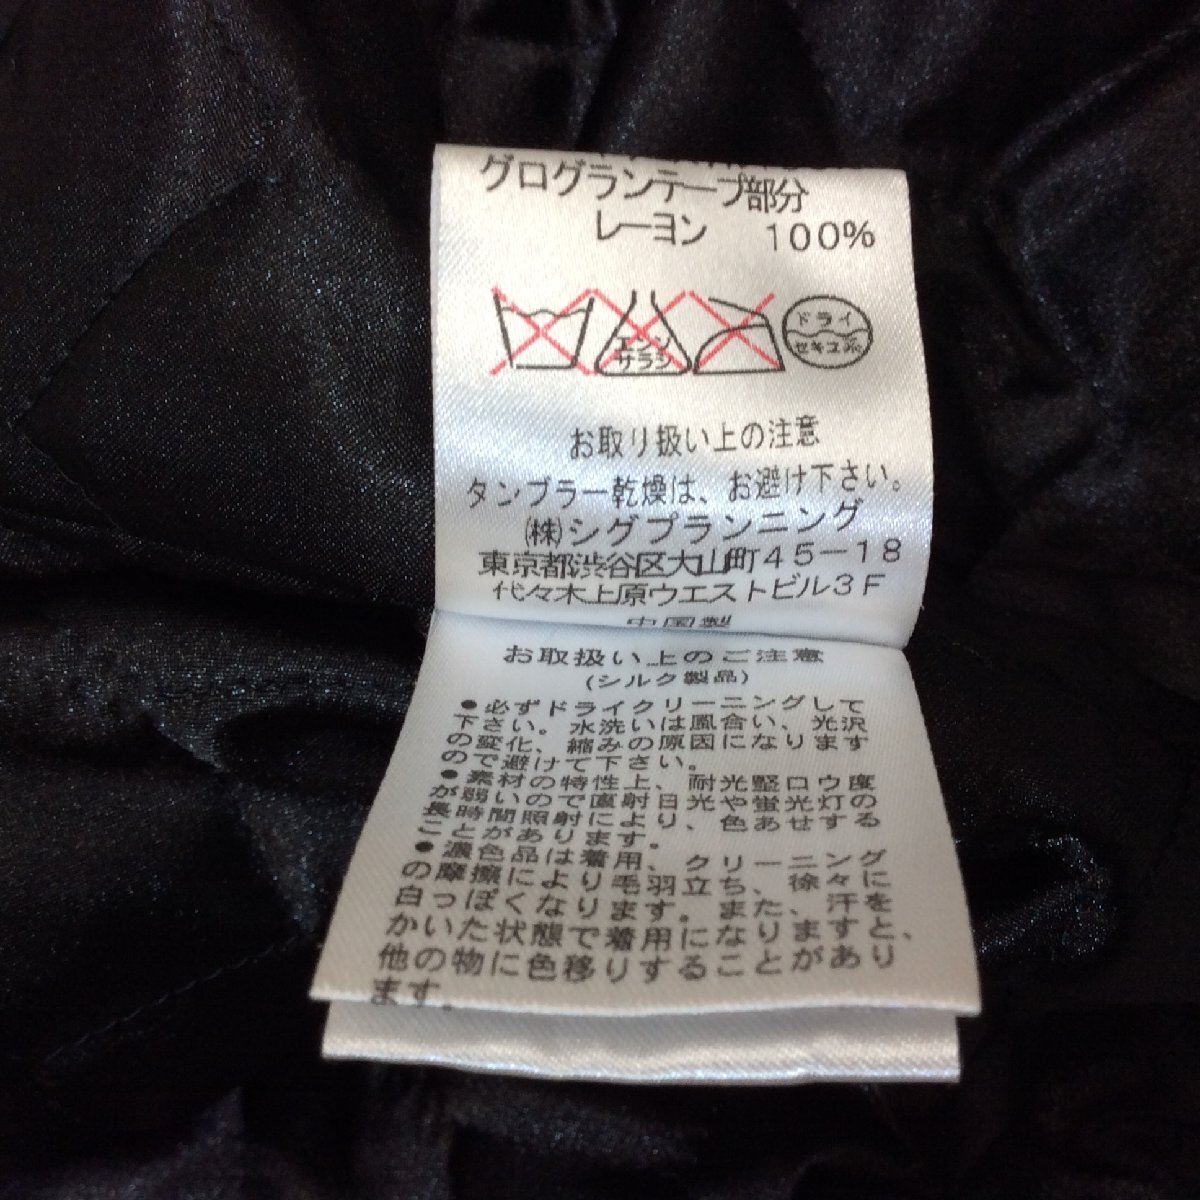 グログランテープ部分
レーヨン 100%
エンソ
サラシ
ドライ
セキユ系
お取り扱い上の注意
タンブラー乾燥は、お避け下さい。
㈱シグプランニング
東京都渋谷区大山町45-18
代々木上原ウエストビル3F
中国製
お取扱い上のご注意
(シルク製品)
●必ずドライクリーニングして
下さい。水洗いは風合い、光沢
の変化、縮みの原因になります
ので避けて下さい。
●素材の特性上、耐光堅ロウ度
が弱いので直射日光や蛍光灯の
長時間照射により、色あせする
ことがあります。
●濃色品は着用、クリーニング
の摩擦により毛羽立ち、徐々に
白っぽくなります。また、汗を
かいた状態で着用になりますと、
他の物に色移りすることがあり
ます。